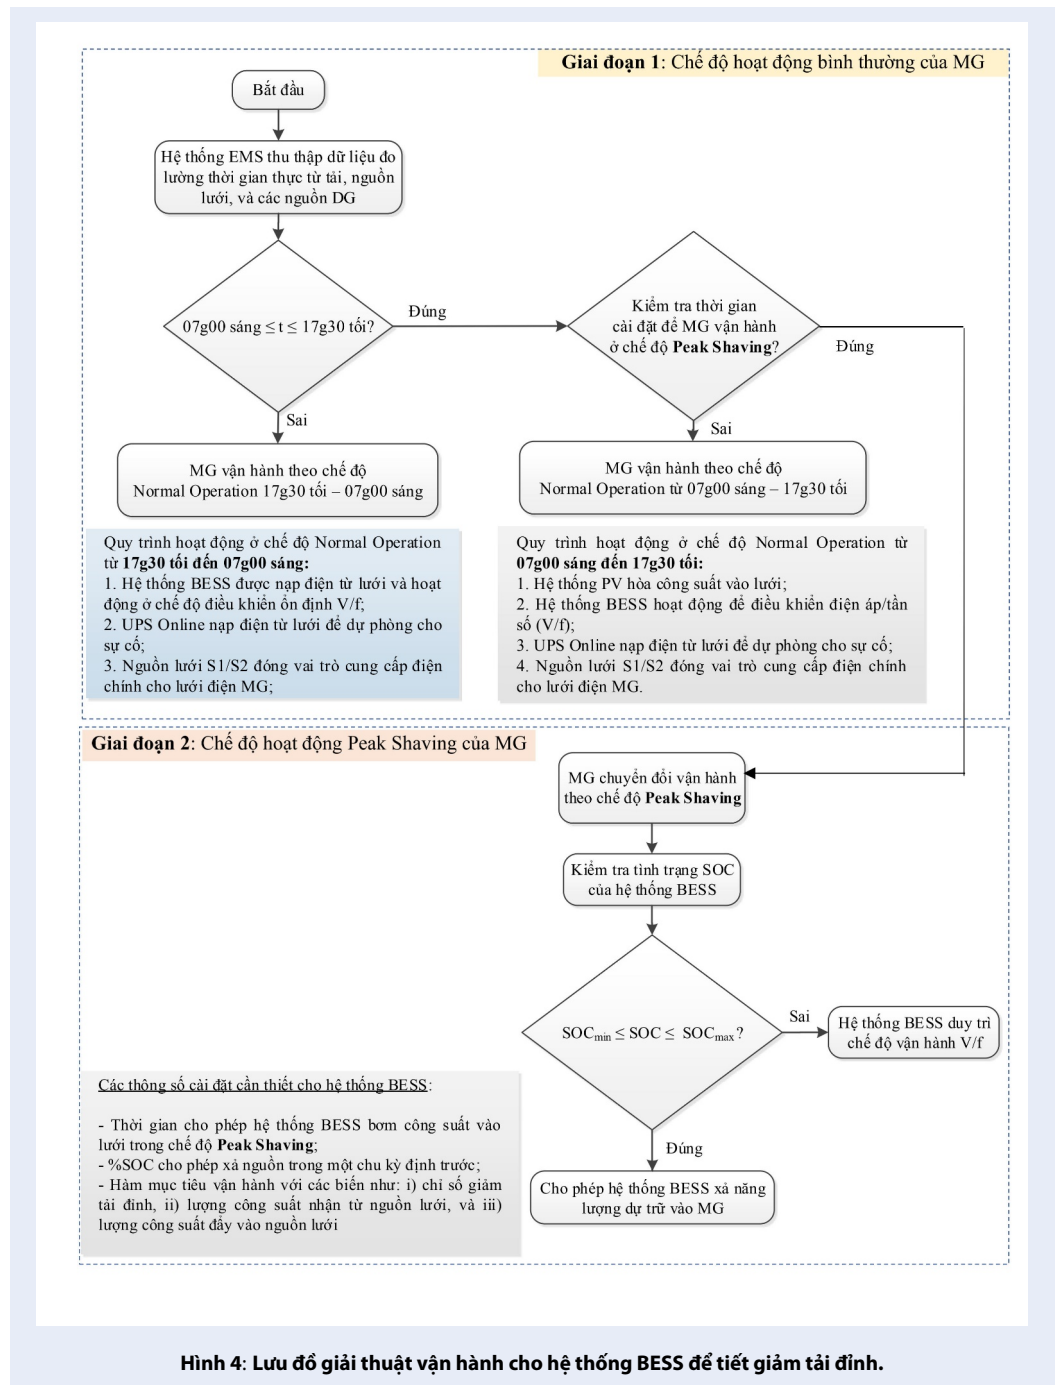 Giai đoạn 1: Chế độ hoạt động bình thường của MG
Bắt đầu
Hệ thống EMS thu thập dữ liệu đo
lường thời gian thực từ tải, nguồn
lưới, và các nguồn DG
07g00 sáng ≤ t ≤ 17g30 tối?
Đúng
Sai
Kiểm tra thời gian
cài đặt để MG vận hành
ở chế độ Peak Shaving?
Đúng
Sai
MG vận hành theo chế độ
Normal Operation 17g30 tối – 07g00 sáng
MG vận hành theo chế độ
Normal Operation từ 07g00 sáng – 17g30 tối
Quy trình hoạt động ở chế độ Normal Operation
từ 17g30 tối đến 07g00 sáng:
1. Hệ thống BESS được nạp điện từ lưới và hoạt
động ở chế độ điều khiển ổn định V/f;
2. UPS Online nạp điện từ lưới để dự phòng cho
sự cố;
3. Nguồn lưới S1/S2 đóng vai trò cung cấp điện
chính cho lưới điện MG;
Quy trình hoạt động ở chế độ Normal Operation từ
07g00 sáng đến 17g30 tối:
1. Hệ thống PV hòa công suất vào lưới;
2. Hệ thống BESS hoạt động để điều khiển điện áp/tần
số (V/f);
3. UPS Online nạp điện từ lưới để dự phòng cho sự cố;
4. Nguồn lưới S1/S2 đóng vai trò cung cấp điện chính
cho lưới điện MG.
Giai đoạn 2: Chế độ hoạt động Peak Shaving của MG
MG chuyển đổi vận hành
theo chế độ Peak Shaving
Kiểm tra tình trạng SOC
của hệ thống BESS
SOCmin ≤ SOC ≤ SOCmax?
Sai
Hệ thống BESS duy trì
chế độ vận hành V/f
Đúng
Cho phép hệ thống BESS xả năng
lượng dự trữ vào MG
Các thông số cài đặt cần thiết cho hệ thống BESS:
- Thời gian cho phép hệ thống BESS bơm công suất vào
lưới trong chế độ Peak Shaving;
- %SOC cho phép xả nguồn trong một chu kỳ định trước;
- Hàm mục tiêu vận hành với các biến như: i) chỉ số giảm
tải đỉnh, ii) lượng công suất nhận từ nguồn lưới, và iii)
lượng công suất đẩy vào nguồn lưới
Hình 4: Lưu đồ giải thuật vận hành cho hệ thống BESS để tiết giảm tải đỉnh.